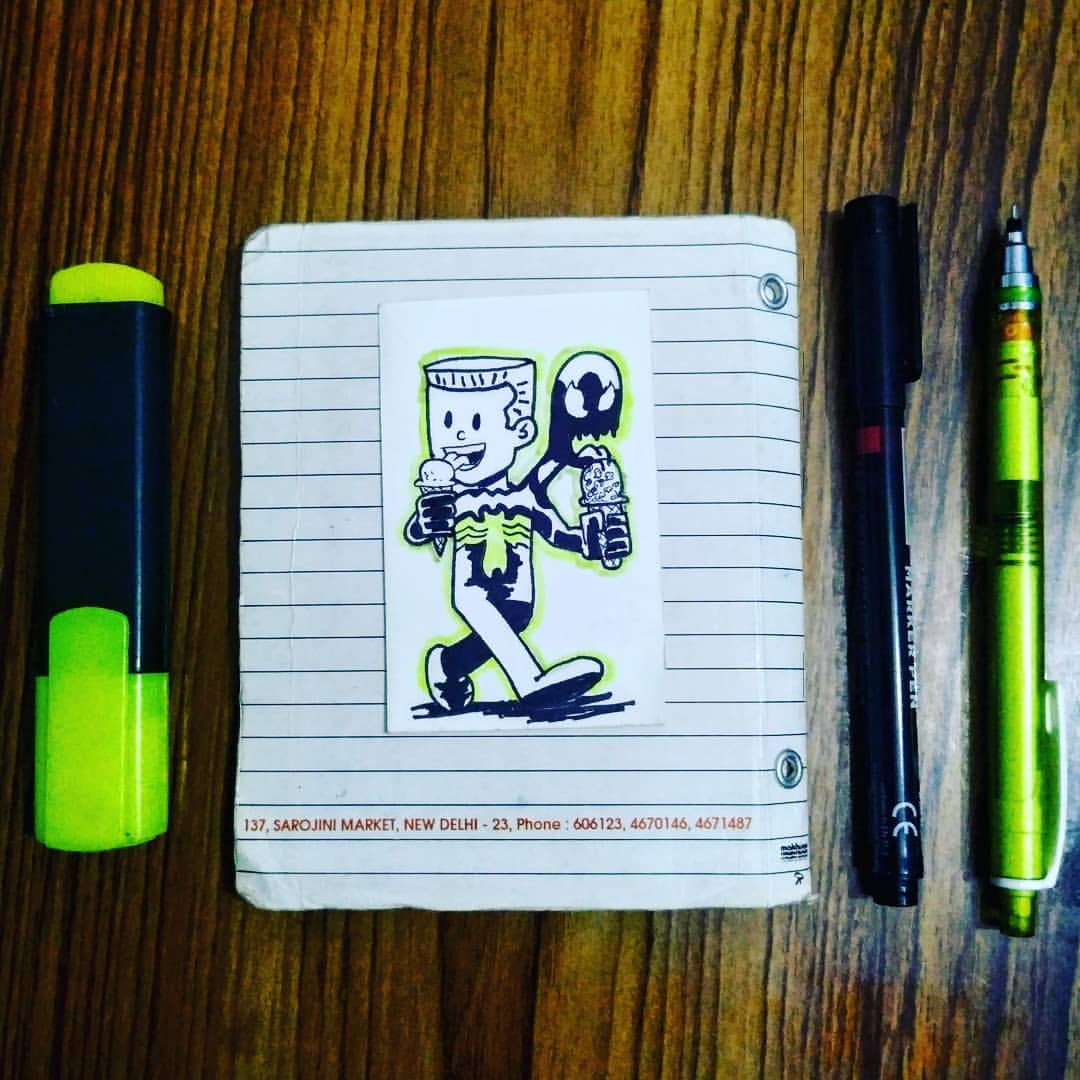 137, SAROJINI MARKET, NEW DELHI - 23, Phone : 606123, 4670146, 4671487
MARKER PEN
CE